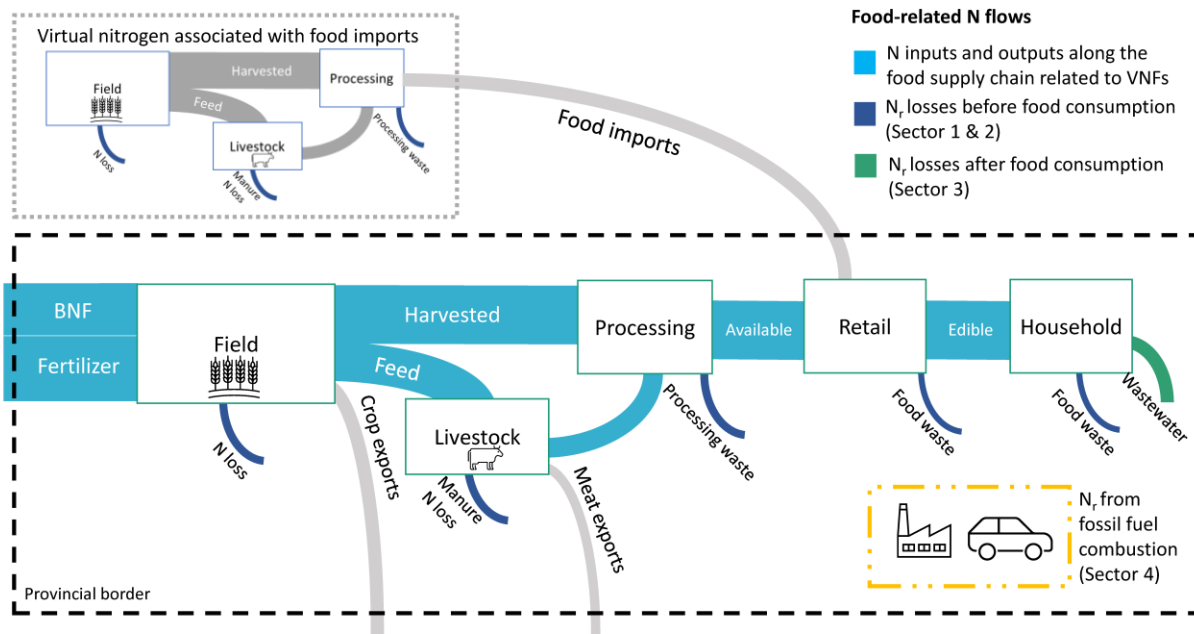 Virtual nitrogen associated with food imports
Field
Harvested
Feed
Processing
Livestock
N loss
Manure
N loss
Processing waste
Food imports
Food-related N flows
N inputs and outputs along the
food supply chain related to VNFs
Nr losses before food consumption
(Sector 1 & 2)
Nr losses after food consumption
(Sector 3)
BNF
Fertilizer
Field
Harvested
Feed
Livestock
Processing
Available
Retail
Edible
Household
N loss
Crop exports
Manure
N loss
Meat exports
Processing waste
Food waste
Food waste
Wastewater
Nr from
fossil fuel
combustion
(Sector 4)
Provincial border